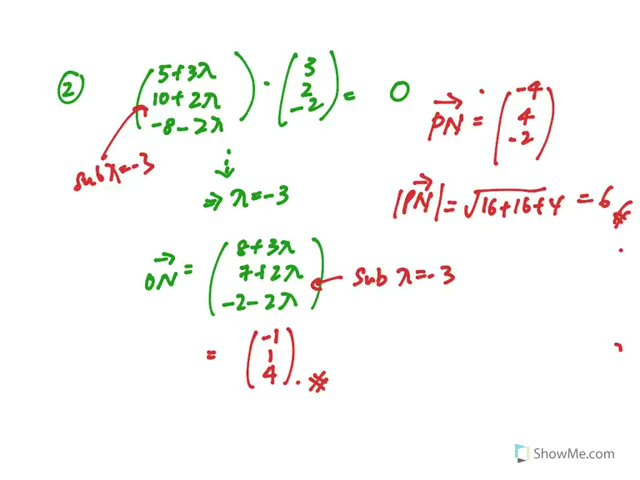 ② (5+3λ, 10+2λ, -8-2λ) · (3, 2, -2) = 0
sub λ=-3
⇒ λ=-3
→ON = (8+3λ, 7+2λ, -2-2λ) sub λ=-3
= (-1, 1, 4). *
→PN = (-4, 4, -2)
|→PN| = √16+16+4 = 6 *
ShowMe.com